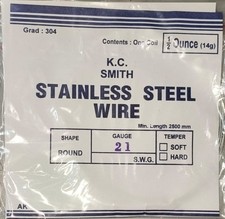 Grad : 304
Contents : One Coil
1/2 Ounce (14g)
K.C.
SMITH
STAINLESS STEEL
WIRE
Min. Length 2800 mm
SHAPE
ROUND
GAUGE
21
S.W.G.
TEMPER
SOFT
HARD